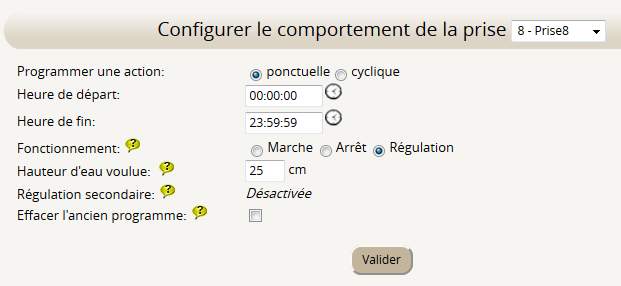 Configurer le comportement de la prise 8 - Prise8
Programmer une action: ponctuelle cyclique
Heure de départ: 00:00:00
Heure de fin: 23:59:59
Fonctionnement: ? Marche Arrêt Régulation
Hauteur d'eau voulue: ? 25 cm
Régulation secondaire: ? Désactivée
Effacer l'ancien programme: ?
Valider